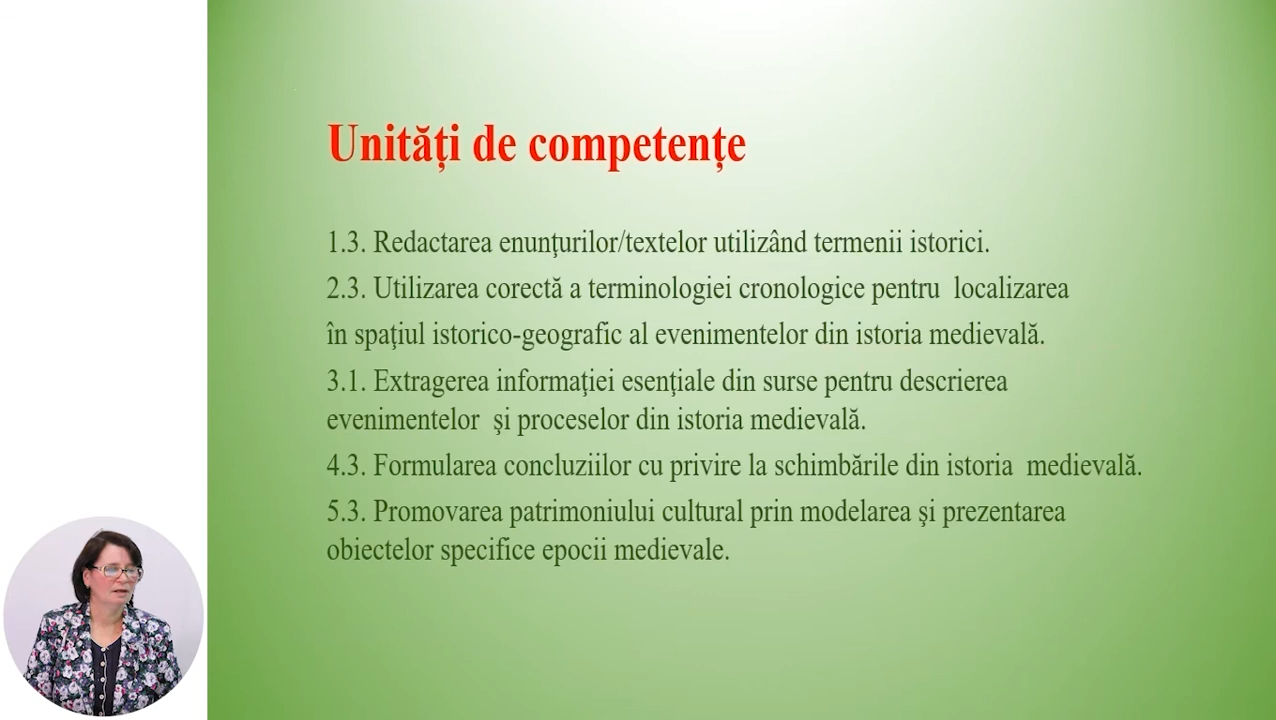 Unități de competențe
1.3. Redactarea enunţurilor/textelor utilizând termenii istorici.
2.3. Utilizarea corectă a terminologiei cronologice pentru  localizarea
în spaţiul istorico-geografic al evenimentelor din istoria medievală.
3.1. Extragerea informaţiei esenţiale din surse pentru descrierea
evenimentelor  şi proceselor din istoria medievală.
4.3. Formularea concluziilor cu privire la schimbările din istoria  medievală.
5.3. Promovarea patrimoniului cultural prin modelarea şi prezentarea
obiectelor specifice epocii medievale.